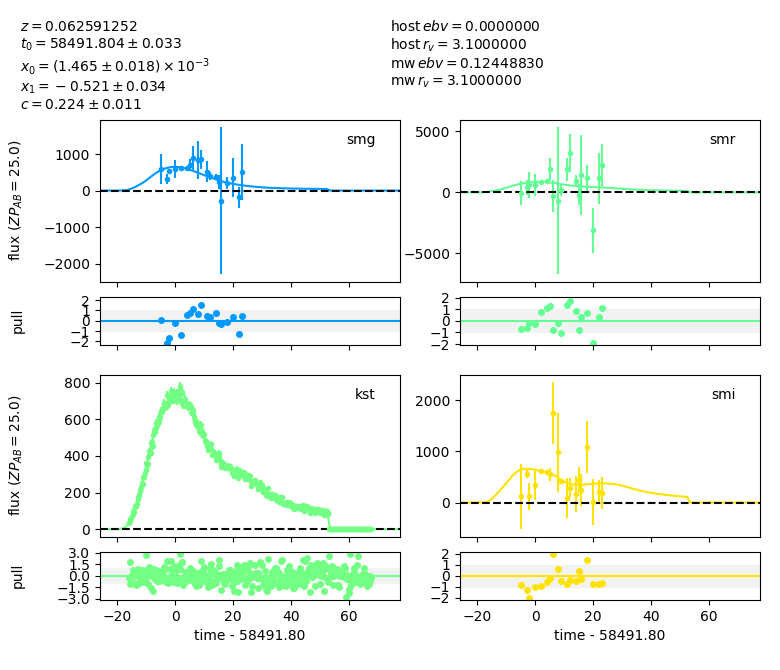 z = 0.062591252
t₀ = 58491.804 ± 0.033
x₀ = (1.465 ± 0.018) × 10⁻³
x₁ = −0.521 ± 0.034
c = 0.224 ± 0.011
host ebv = 0.0000000
host r_v = 3.1000000
mw ebv = 0.12448830
mw r_v = 3.1000000
smg
1000
0
−1000
−2000
flux (ZP_AB = 25.0)
smr
5000
0
−5000
2
1
0
−1
−2
pull
2
1
0
−1
−2
kst
800
600
400
200
0
flux (ZP_AB = 25.0)
smi
2000
1000
0
3.0
1.5
0.0
−1.5
−3.0
pull
−20 0 20 40 60
time - 58491.80
2
1
0
−1
−2
−20 0 20 40 60
time - 58491.80